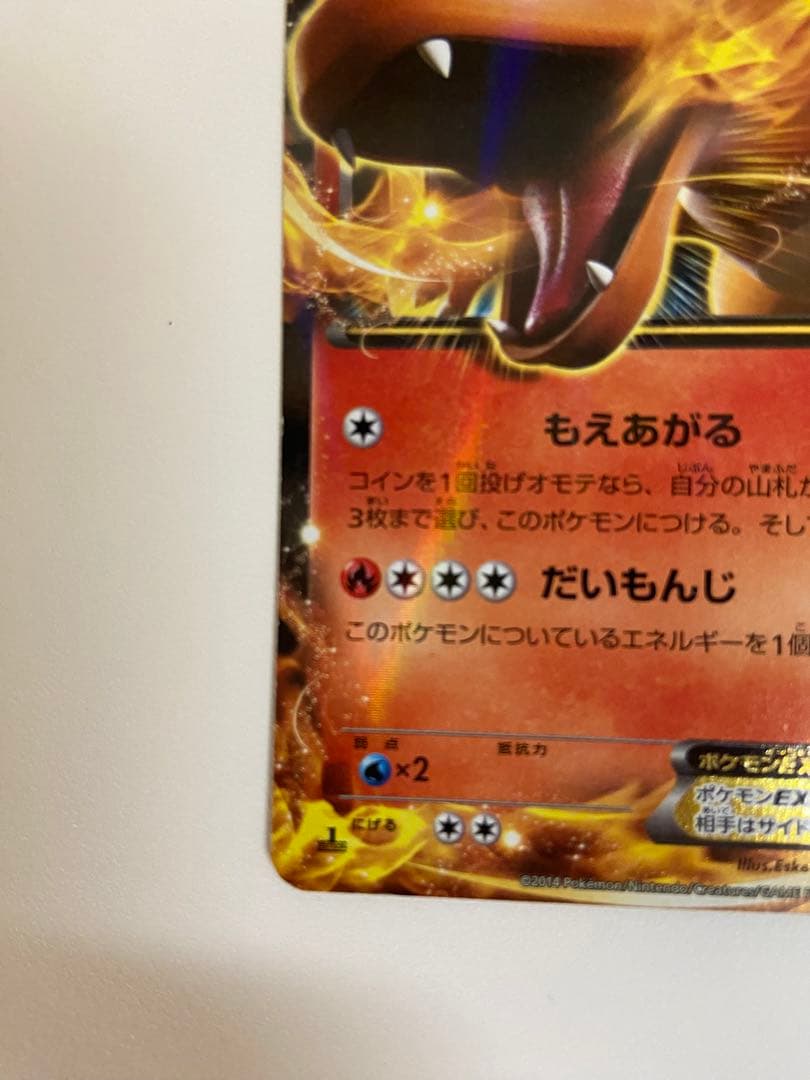 もえあがる
コインを1回投げオモテなら、自分の山札
3枚まで選び、このポケモンにつける。そし
だいもんじ
このポケモンについているエネルギーを1個
弱点 抵抗力
×2
ポケモンEX
ポケモンEX
相手はサイド
にげる
1
Illus.Eske
©2014 Pokémon/Nintendo/Creatures/GAME F